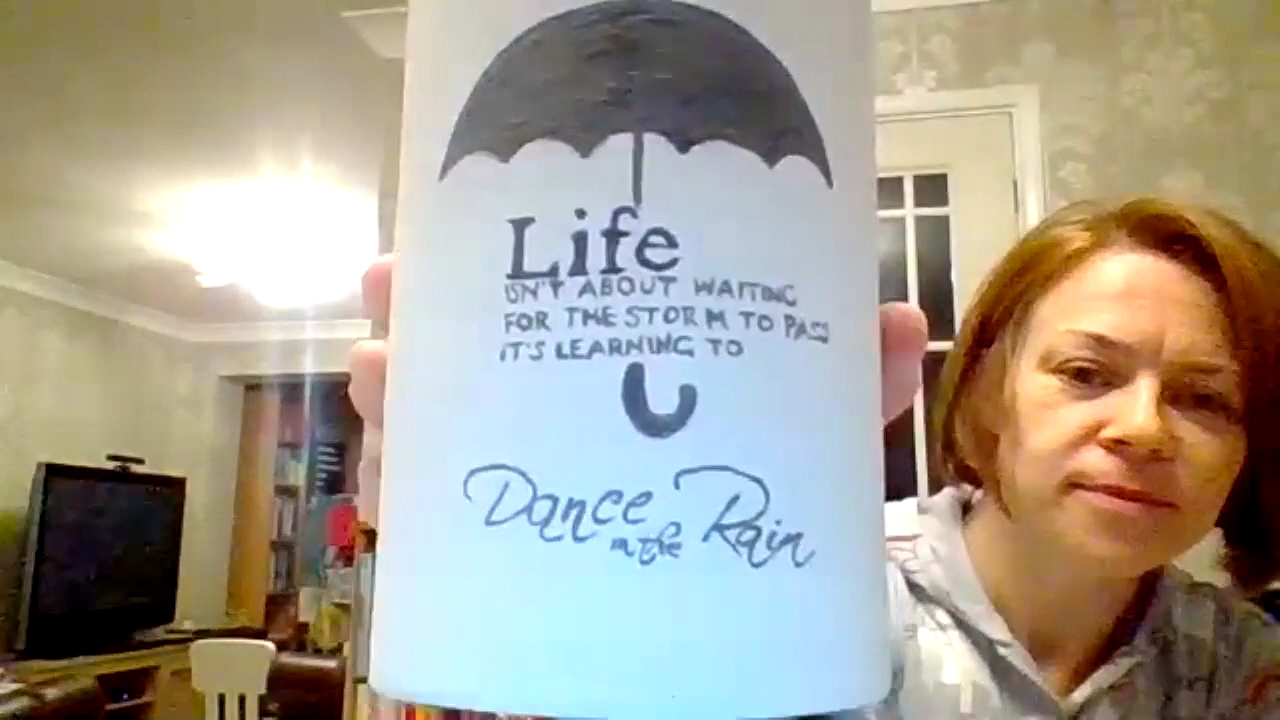 Life
ISN'T ABOUT WAITING
FOR THE STORM TO PASS
IT'S LEARNING TO
Dance in the Rain